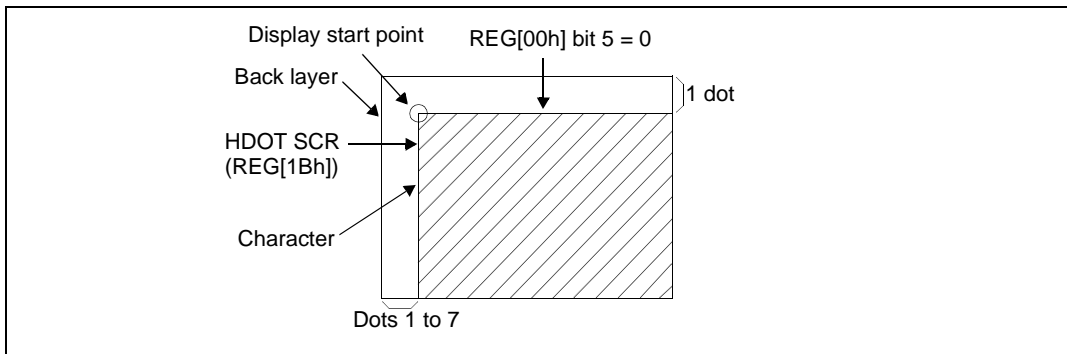 Display start point
REG[00h] bit 5 = 0
Back layer
1 dot
HDOT SCR
(REG[1Bh])
Character
Dots 1 to 7